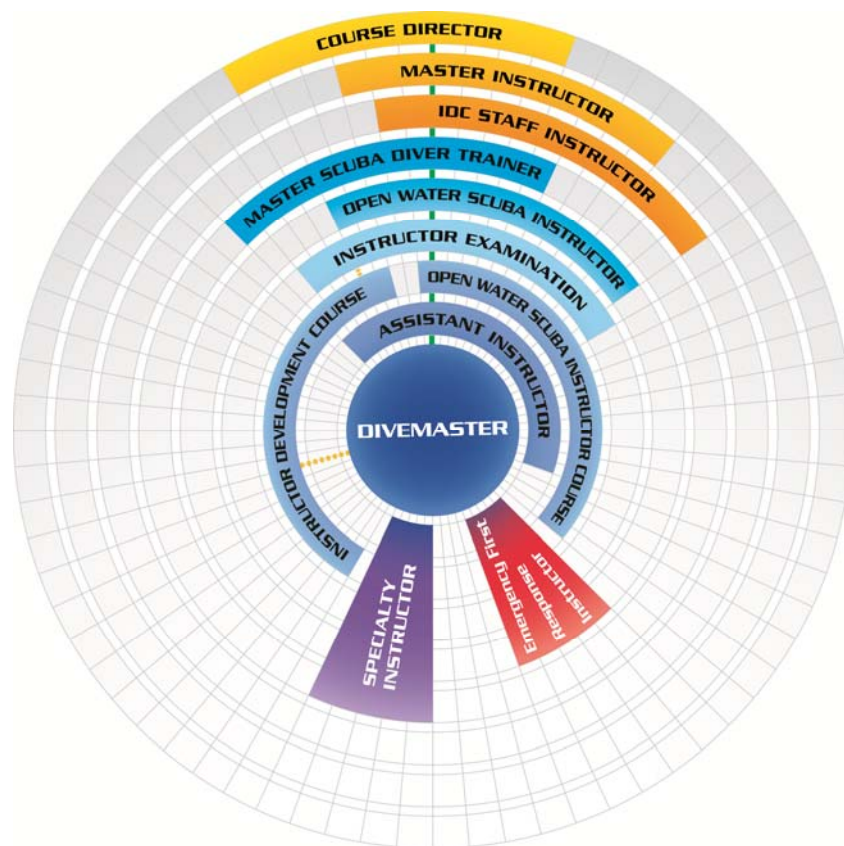 COURSE DIRECTOR
MASTER INSTRUCTOR
IDC STAFF INSTRUCTOR
MASTER SCUBA DIVER TRAINER
OPEN WATER SCUBA INSTRUCTOR
INSTRUCTOR EXAMINATION
INSTRUCTOR DEVELOPMENT COURSE
OPEN WATER SCUBA INSTRUCTOR COURSE
ASSISTANT INSTRUCTOR
DIVEMASTER
SPECIALTY
INSTRUCTOR
Emergency First
Response
Instructor